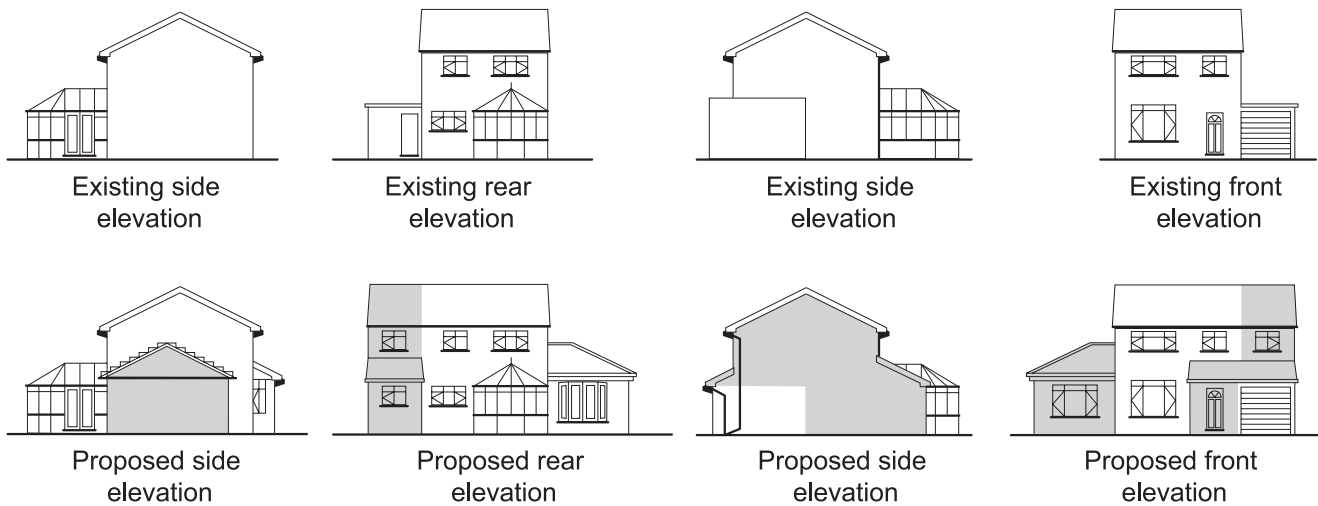 Existing side
elevation
Existing rear
elevation
Existing side
elevation
Existing front
elevation
Proposed side
elevation
Proposed rear
elevation
Proposed side
elevation
Proposed front
elevation